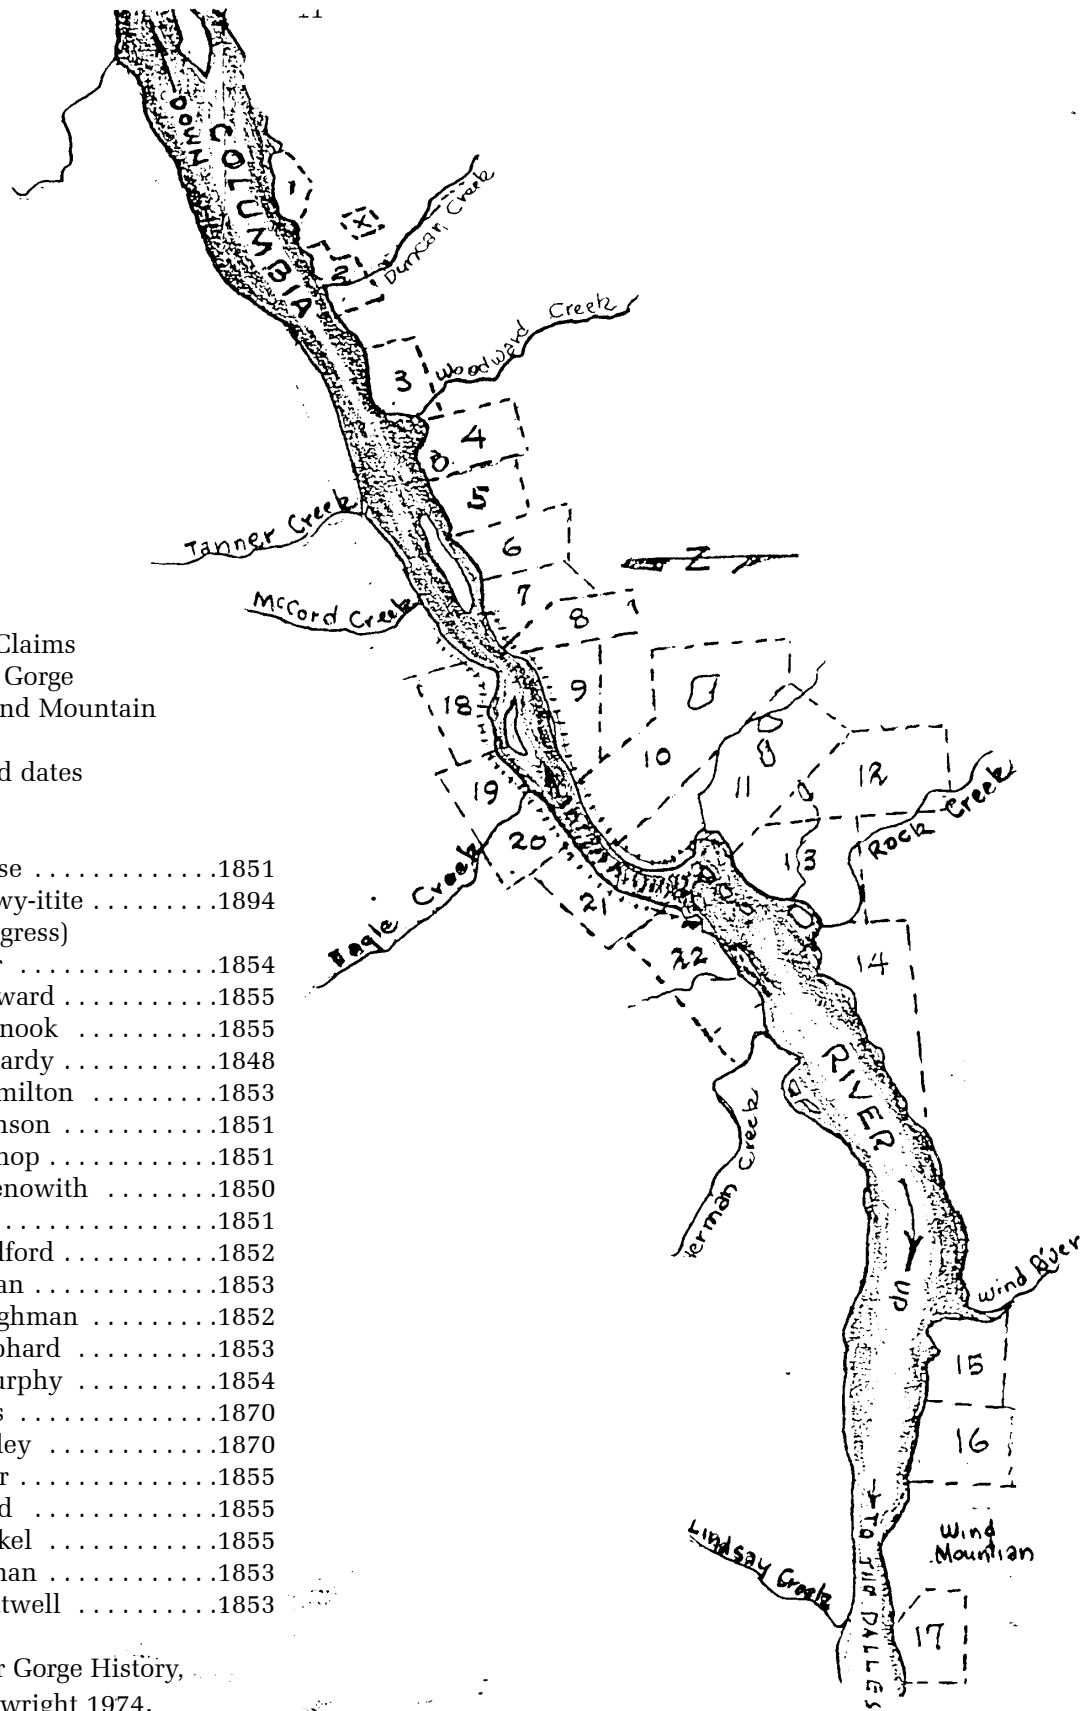 DOWN
COLUMBIA
1
X
2
Duncan Creek
3
Woodward Creek
4
5
Tanner Creek
6
Z
7
8
McCord Creek
9
18
10
19
11
12
13
Rock Creek
20
Eagle Creek
21
22
14
RIVER
Herman Creek
up
Wind River
15
16
Wind
Mountian
Lindsay Creek
TO THE DALLES
17
Claims
Gorge
nd Mountain
d dates
se . . . . . . . . . . . . .1851
wy-itite . . . . . . . . .1894
gress)
r . . . . . . . . . . . . . .1854
ward . . . . . . . . . . .1855
nook . . . . . . . . . .1855
ardy . . . . . . . . . . .1848
milton . . . . . . . . .1853
nson . . . . . . . . . . .1851
hop . . . . . . . . . . . .1851
enowith . . . . . . . .1850
. . . . . . . . . . . . . . .1851
lford . . . . . . . . . . .1852
an . . . . . . . . . . . . .1853
ghman . . . . . . . . . .1852
phard . . . . . . . . . .1853
urphy . . . . . . . . . .1854
s . . . . . . . . . . . . . .1870
ley . . . . . . . . . . . .1870
r . . . . . . . . . . . . . .1855
d . . . . . . . . . . . . .1855
kel . . . . . . . . . . . .1855
nan . . . . . . . . . . . .1853
twell . . . . . . . . . .1853
r Gorge History,
wright 1974.